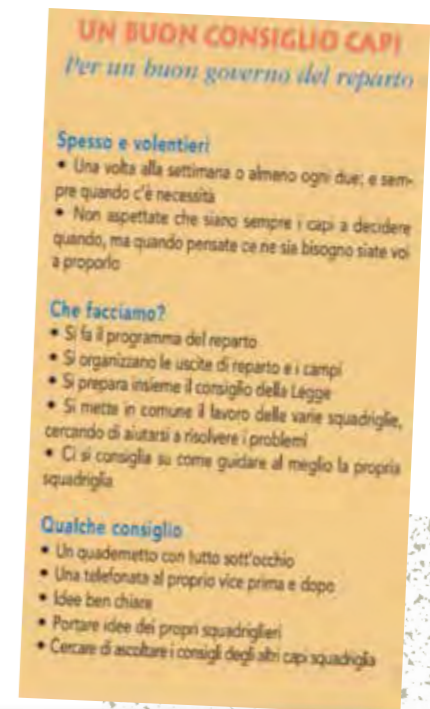 UN BUON CONSIGLIO CAPI
Per un buon governo del reparto
Spesso e volentieri
• Una volta alla settimana o almeno ogni due; e sem-
pre quando c'è necessità
• Non aspettate che siano sempre i capi a decidere
quando, ma quando pensate ce ne sia bisogno siate voi
a proporlo
Che facciamo?
• Si fa il programma del reparto
• Si organizzano le uscite di reparto e i campi
• Si prepara insieme il consiglio della Legge
• Si mette in comune il lavoro delle varie squadriglie,
cercando di aiutarsi a risolvere i problemi
• Ci si consiglia su come guidare al meglio la propria
squadriglia
Qualche consiglio
• Un quadernetto con tutto sott'occhio
• Una telefonata al proprio vice prima e dopo
• Idee ben chiare
• Portare idee dei propri squadriglieri
• Cercare di ascoltare i consigli degli altri capi squadriglia